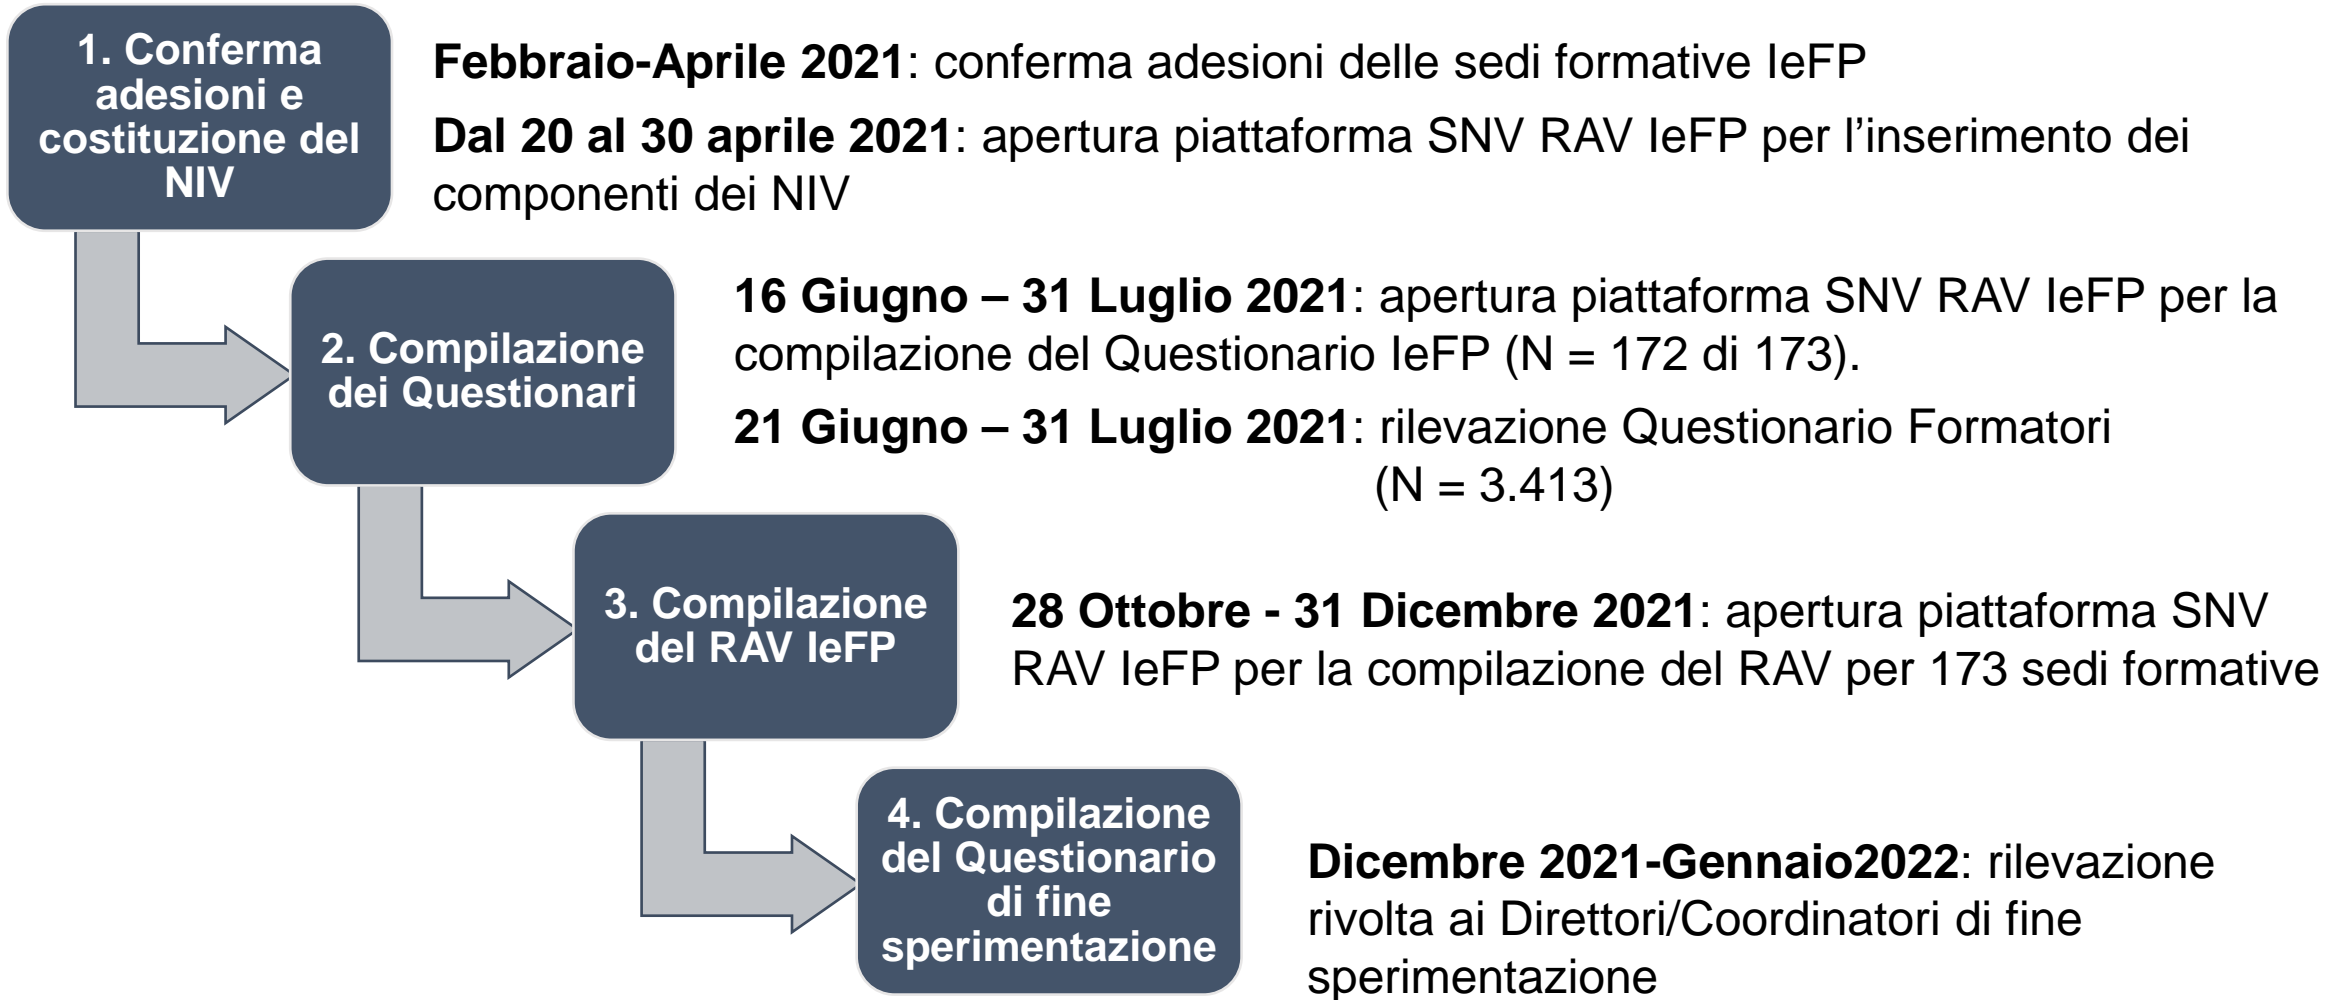 1. Conferma
adesioni e
costituzione del
NIV
Febbraio-Aprile 2021: conferma adesioni delle sedi formative IeFP
Dal 20 al 30 aprile 2021: apertura piattaforma SNV RAV IeFP per l’inserimento dei
componenti dei NIV
2. Compilazione
dei Questionari
16 Giugno – 31 Luglio 2021: apertura piattaforma SNV RAV IeFP per la
compilazione del Questionario IeFP (N = 172 di 173).
21 Giugno – 31 Luglio 2021: rilevazione Questionario Formatori
(N = 3.413)
3. Compilazione
del RAV IeFP
28 Ottobre - 31 Dicembre 2021: apertura piattaforma SNV
RAV IeFP per la compilazione del RAV per 173 sedi formative
4. Compilazione
del Questionario
di fine
sperimentazione
Dicembre 2021-Gennaio2022: rilevazione
rivolta ai Direttori/Coordinatori di fine
sperimentazione